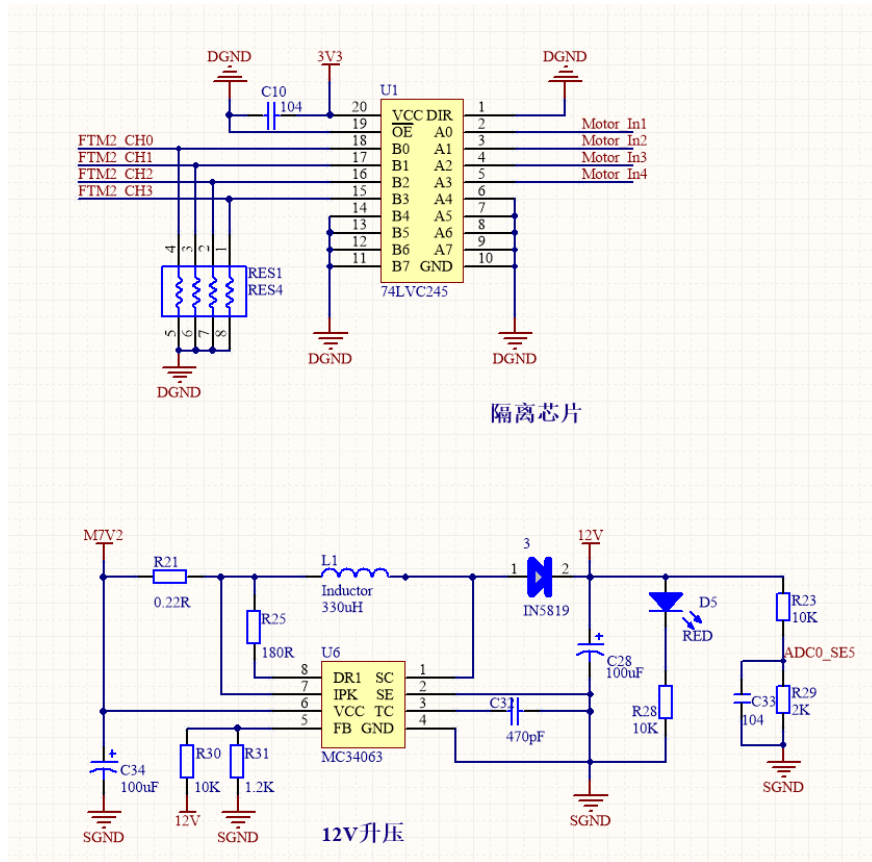 DGND
3V3
DGND
C10
104
U1
20
VCC DIR
1
19
OE
A0
2
Motor_In1
FTM2_CH0
18
B0
A1
3
Motor_In2
FTM2_CH1
17
B1
A2
4
Motor_In3
FTM2_CH2
16
B2
A3
5
Motor_In4
FTM2_CH3
15
B3
A4
6
14
B4
A5
7
13
B5
A6
8
12
B6
A7
9
11
B7
GND
10
74LVC245
4
3
2
1
RES1
RES4
5
6
7
8
DGND
DGND
DGND
隔离芯片
M7V2
R21
0.22R
L1
Inductor
330uH
3
1
2
IN5819
12V
R25
180R
D5
RED
R23
10K
ADC0_SE5
U6
8
DR1
SC
1
7
IPK
SE
2
6
VCC
TC
3
5
FB
GND
4
MC34063
C28
100uF
C32
470pF
R28
10K
C33
104
R29
2K
C34
100uF
R30
10K
R31
1.2K
12V
SGND
SGND
SGND
SGND
12V升压